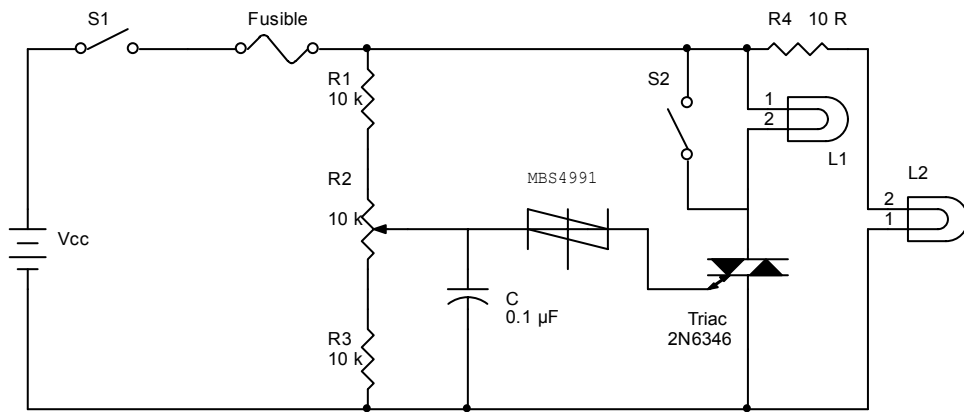 S1
Fusible
R4 10 R
R1
10 k
S2
1
2
L1
R2
10 k
MBS4991
L2
2
1
Vcc
C
0.1 µF
Triac
2N6346
R3
10 k